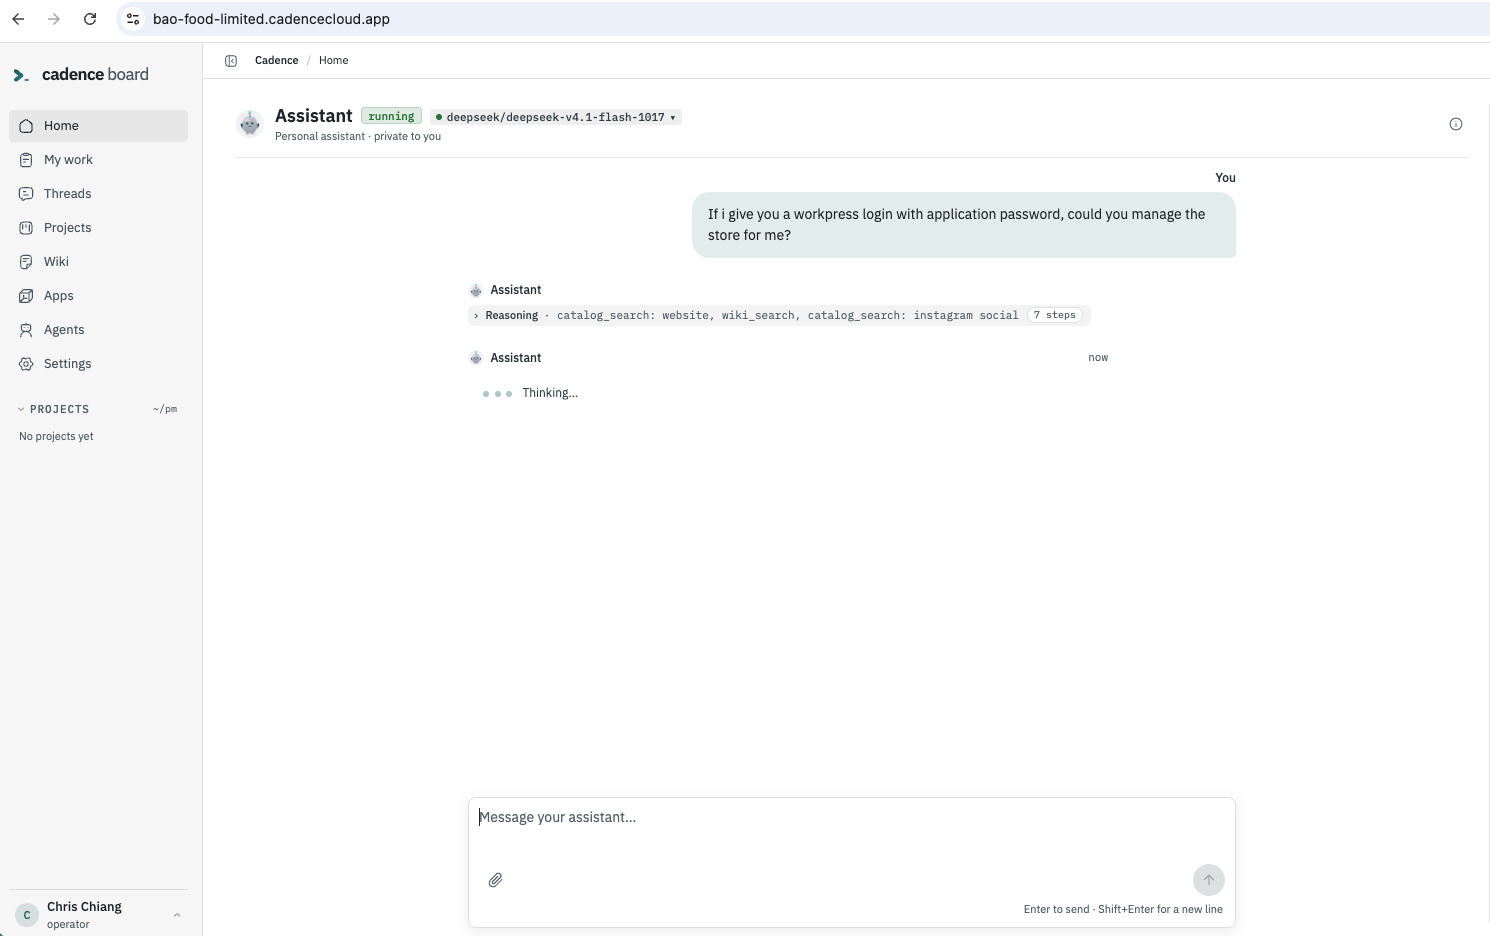 bao-food-limited.cadencecloud.app
cadence board
Home
My work
Threads
Projects
Wiki
Apps
Agents
Settings
PROJECTS ~/pm
No projects yet
C
Chris Chiang
operator
Cadence / Home
Assistant running deepseek/deepseek-v4.1-flash-1017
Personal assistant · private to you
You
If i give you a workpress login with application password, could you manage the
store for me?
Assistant
Reasoning · catalog_search: website, wiki_search, catalog_search: instagram social 7 steps
Assistant now
Thinking…
Message your assistant…
Enter to send · Shift+Enter for a new line